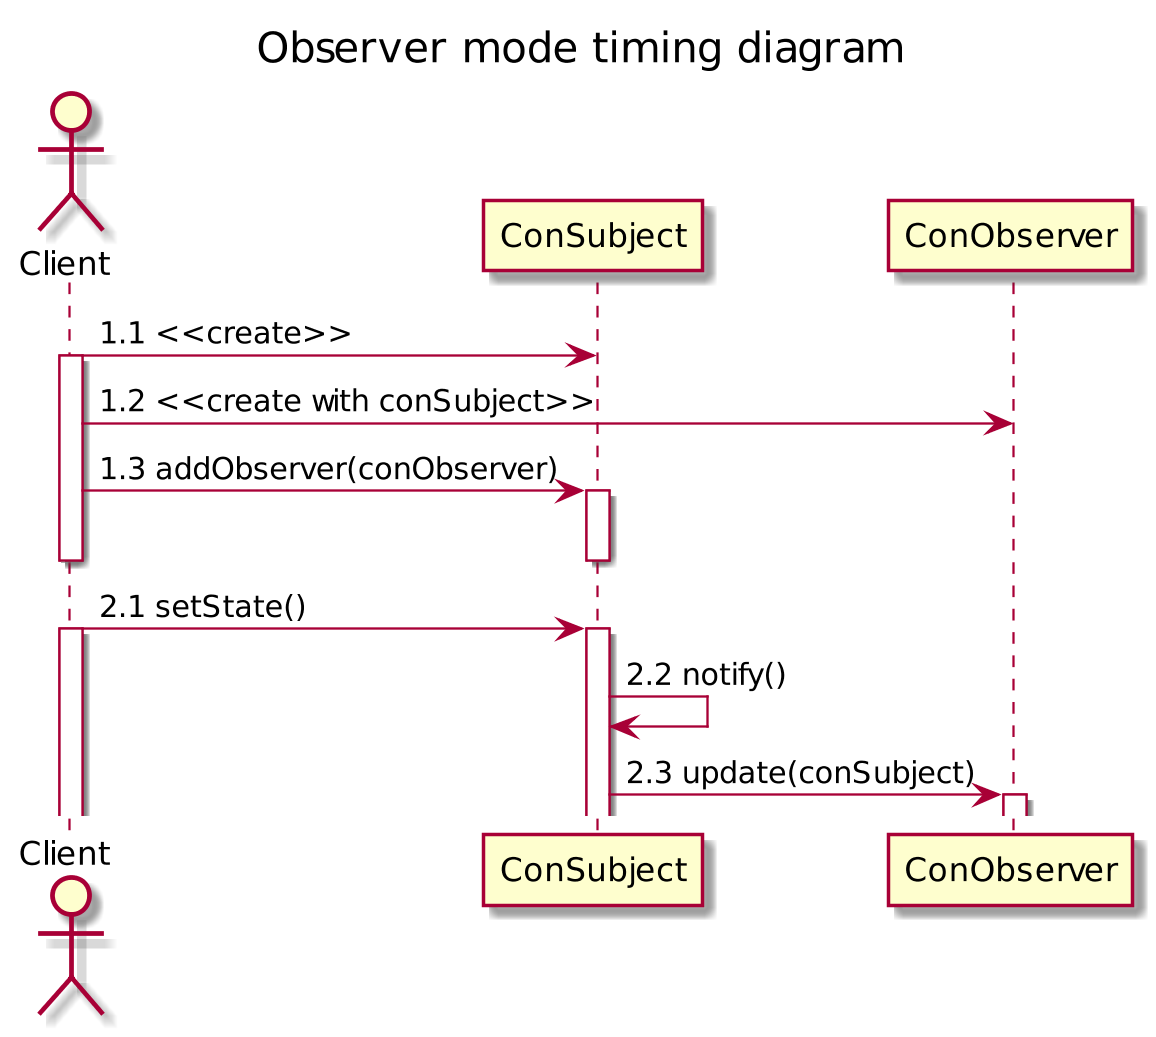 Observer mode timing diagram
Client
ConSubject
ConObserver
1.1 <<create>>
1.2 <<create with conSubject>>
1.3 addObserver(conObserver)
2.1 setState()
2.2 notify()
2.3 update(conSubject)
Client
ConSubject
ConObserver